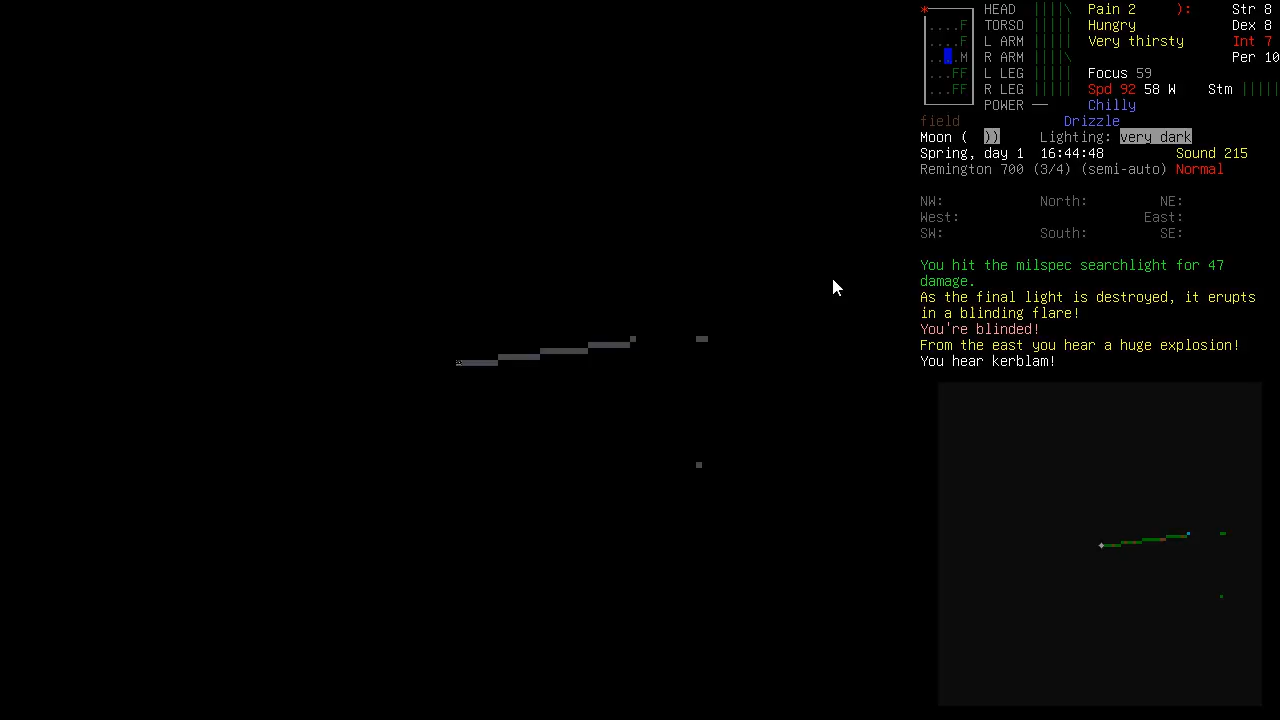 *
HEAD ||||\ Pain 2 ): Str 8
....F TORSO ||||| Hungry Dex 8
....F L ARM ||||| Very thirsty Int 7
....M R ARM ||||\ Per 10
...FF L LEG ||||| Focus 59
...FF R LEG ||||| Spd 92 58 W Stm |||||
POWER -- Chilly
field Drizzle
Moon (  )) Lighting: very dark
Spring, day 1 16:44:48 Sound 215
Remington 700 (3/4) (semi-auto) Normal
NW: North: NE:
West: East:
SW: South: SE:
You hit the milspec searchlight for 47
damage.
As the final light is destroyed, it erupts
in a blinding flare!
You're blinded!
From the east you hear a huge explosion!
You hear kerblam!